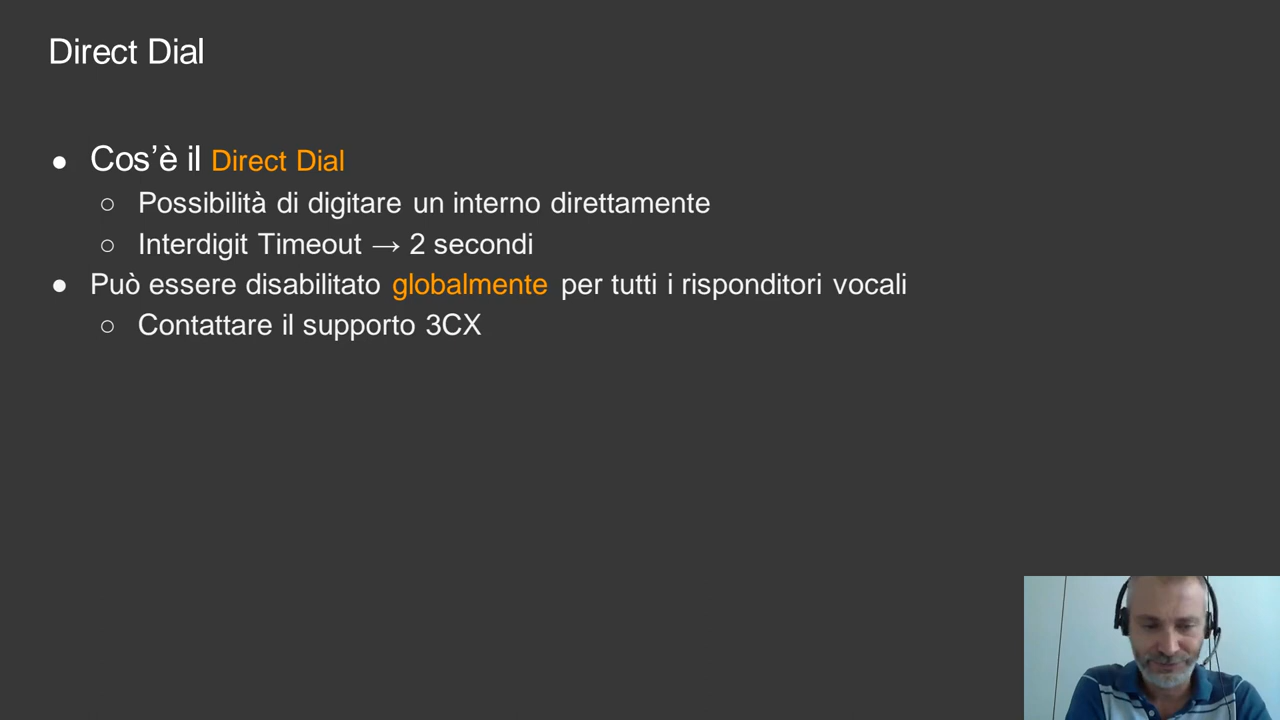 Direct Dial
● Cos’è il Direct Dial
○ Possibilità di digitare un interno direttamente
○ Interdigit Timeout → 2 secondi
● Può essere disabilitato globalmente per tutti i risponditori vocali
○ Contattare il supporto 3CX